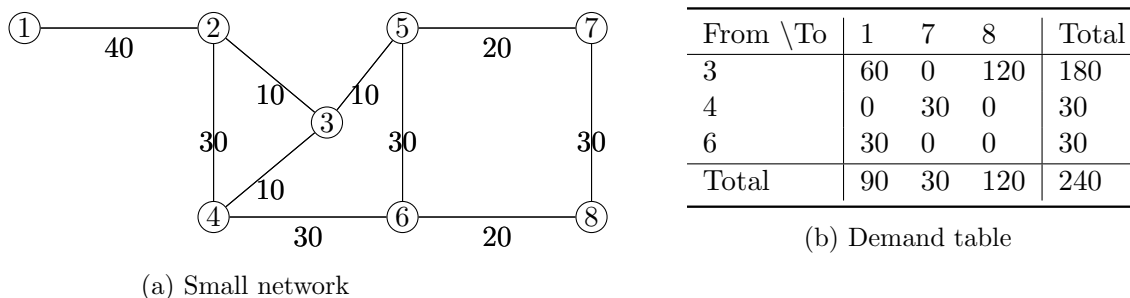 1 2 5 7
40 20
10 10
3
30 30 30
10
4 6 8
30 20
(a) Small network
From \To 1 7 8 Total
3 60 0 120 180
4 0 30 0 30
6 30 0 0 30
Total 90 30 120 240
(b) Demand table